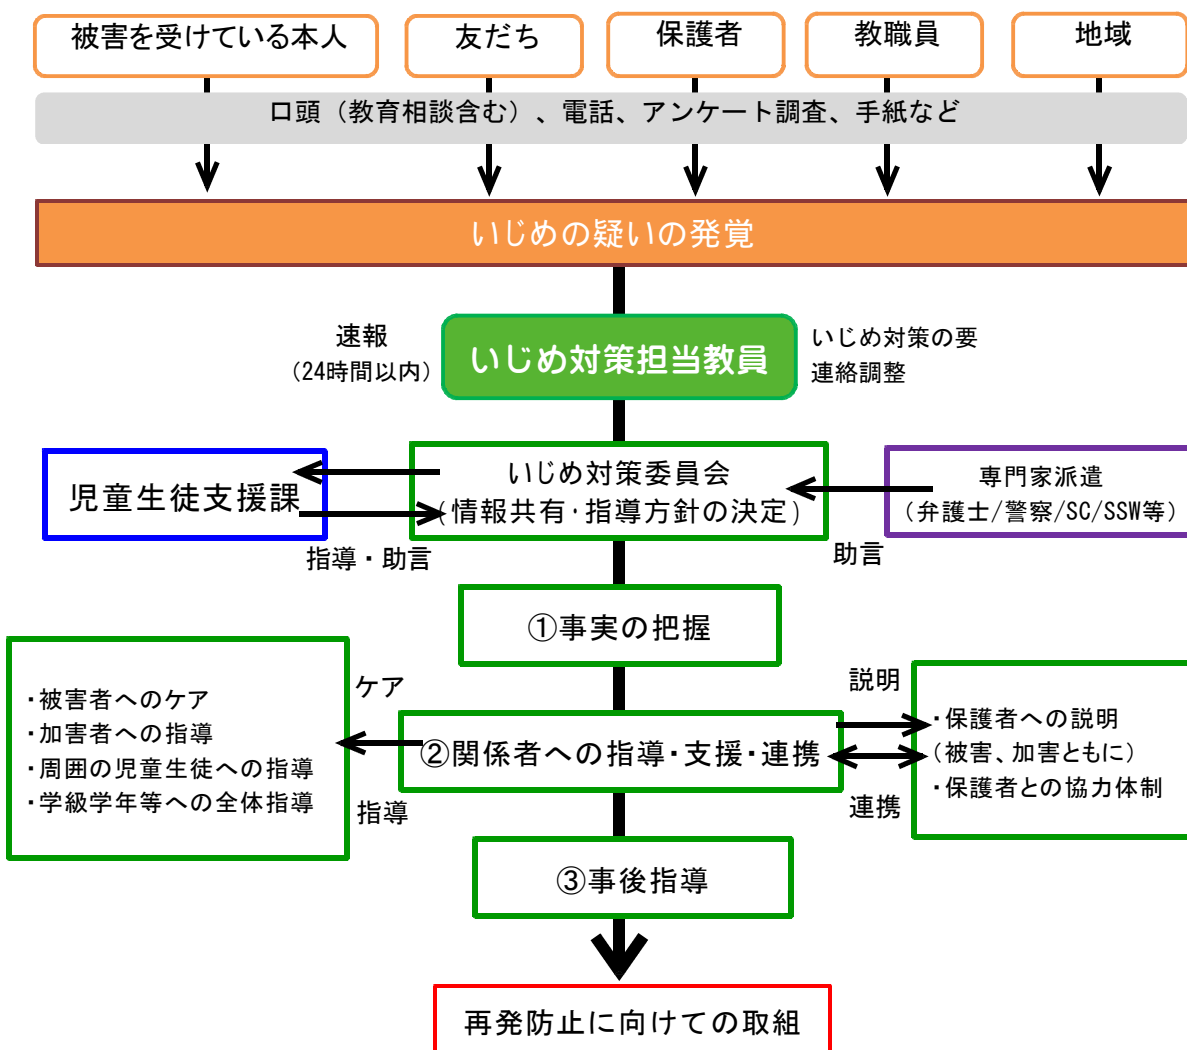 被害を受けている本人
友だち
保護者
教職員
地域
口頭（教育相談含む）、電話、アンケート調査、手紙など
いじめの疑いの発覚
速報
（24時間以内）
いじめ対策担当教員
いじめ対策の要
連絡調整
児童生徒支援課
いじめ対策委員会
（情報共有・指導方針の決定）
専門家派遣
（弁護士/警察/SC/SSW等）
指導・助言
助言
①事実の把握
・被害者へのケア
・加害者への指導
・周囲の児童生徒への指導
・学級学年等への全体指導
ケア
指導
②関係者への指導・支援・連携
説明
連携
・保護者への説明
（被害、加害ともに）
・保護者との協力体制
③事後指導
再発防止に向けての取組